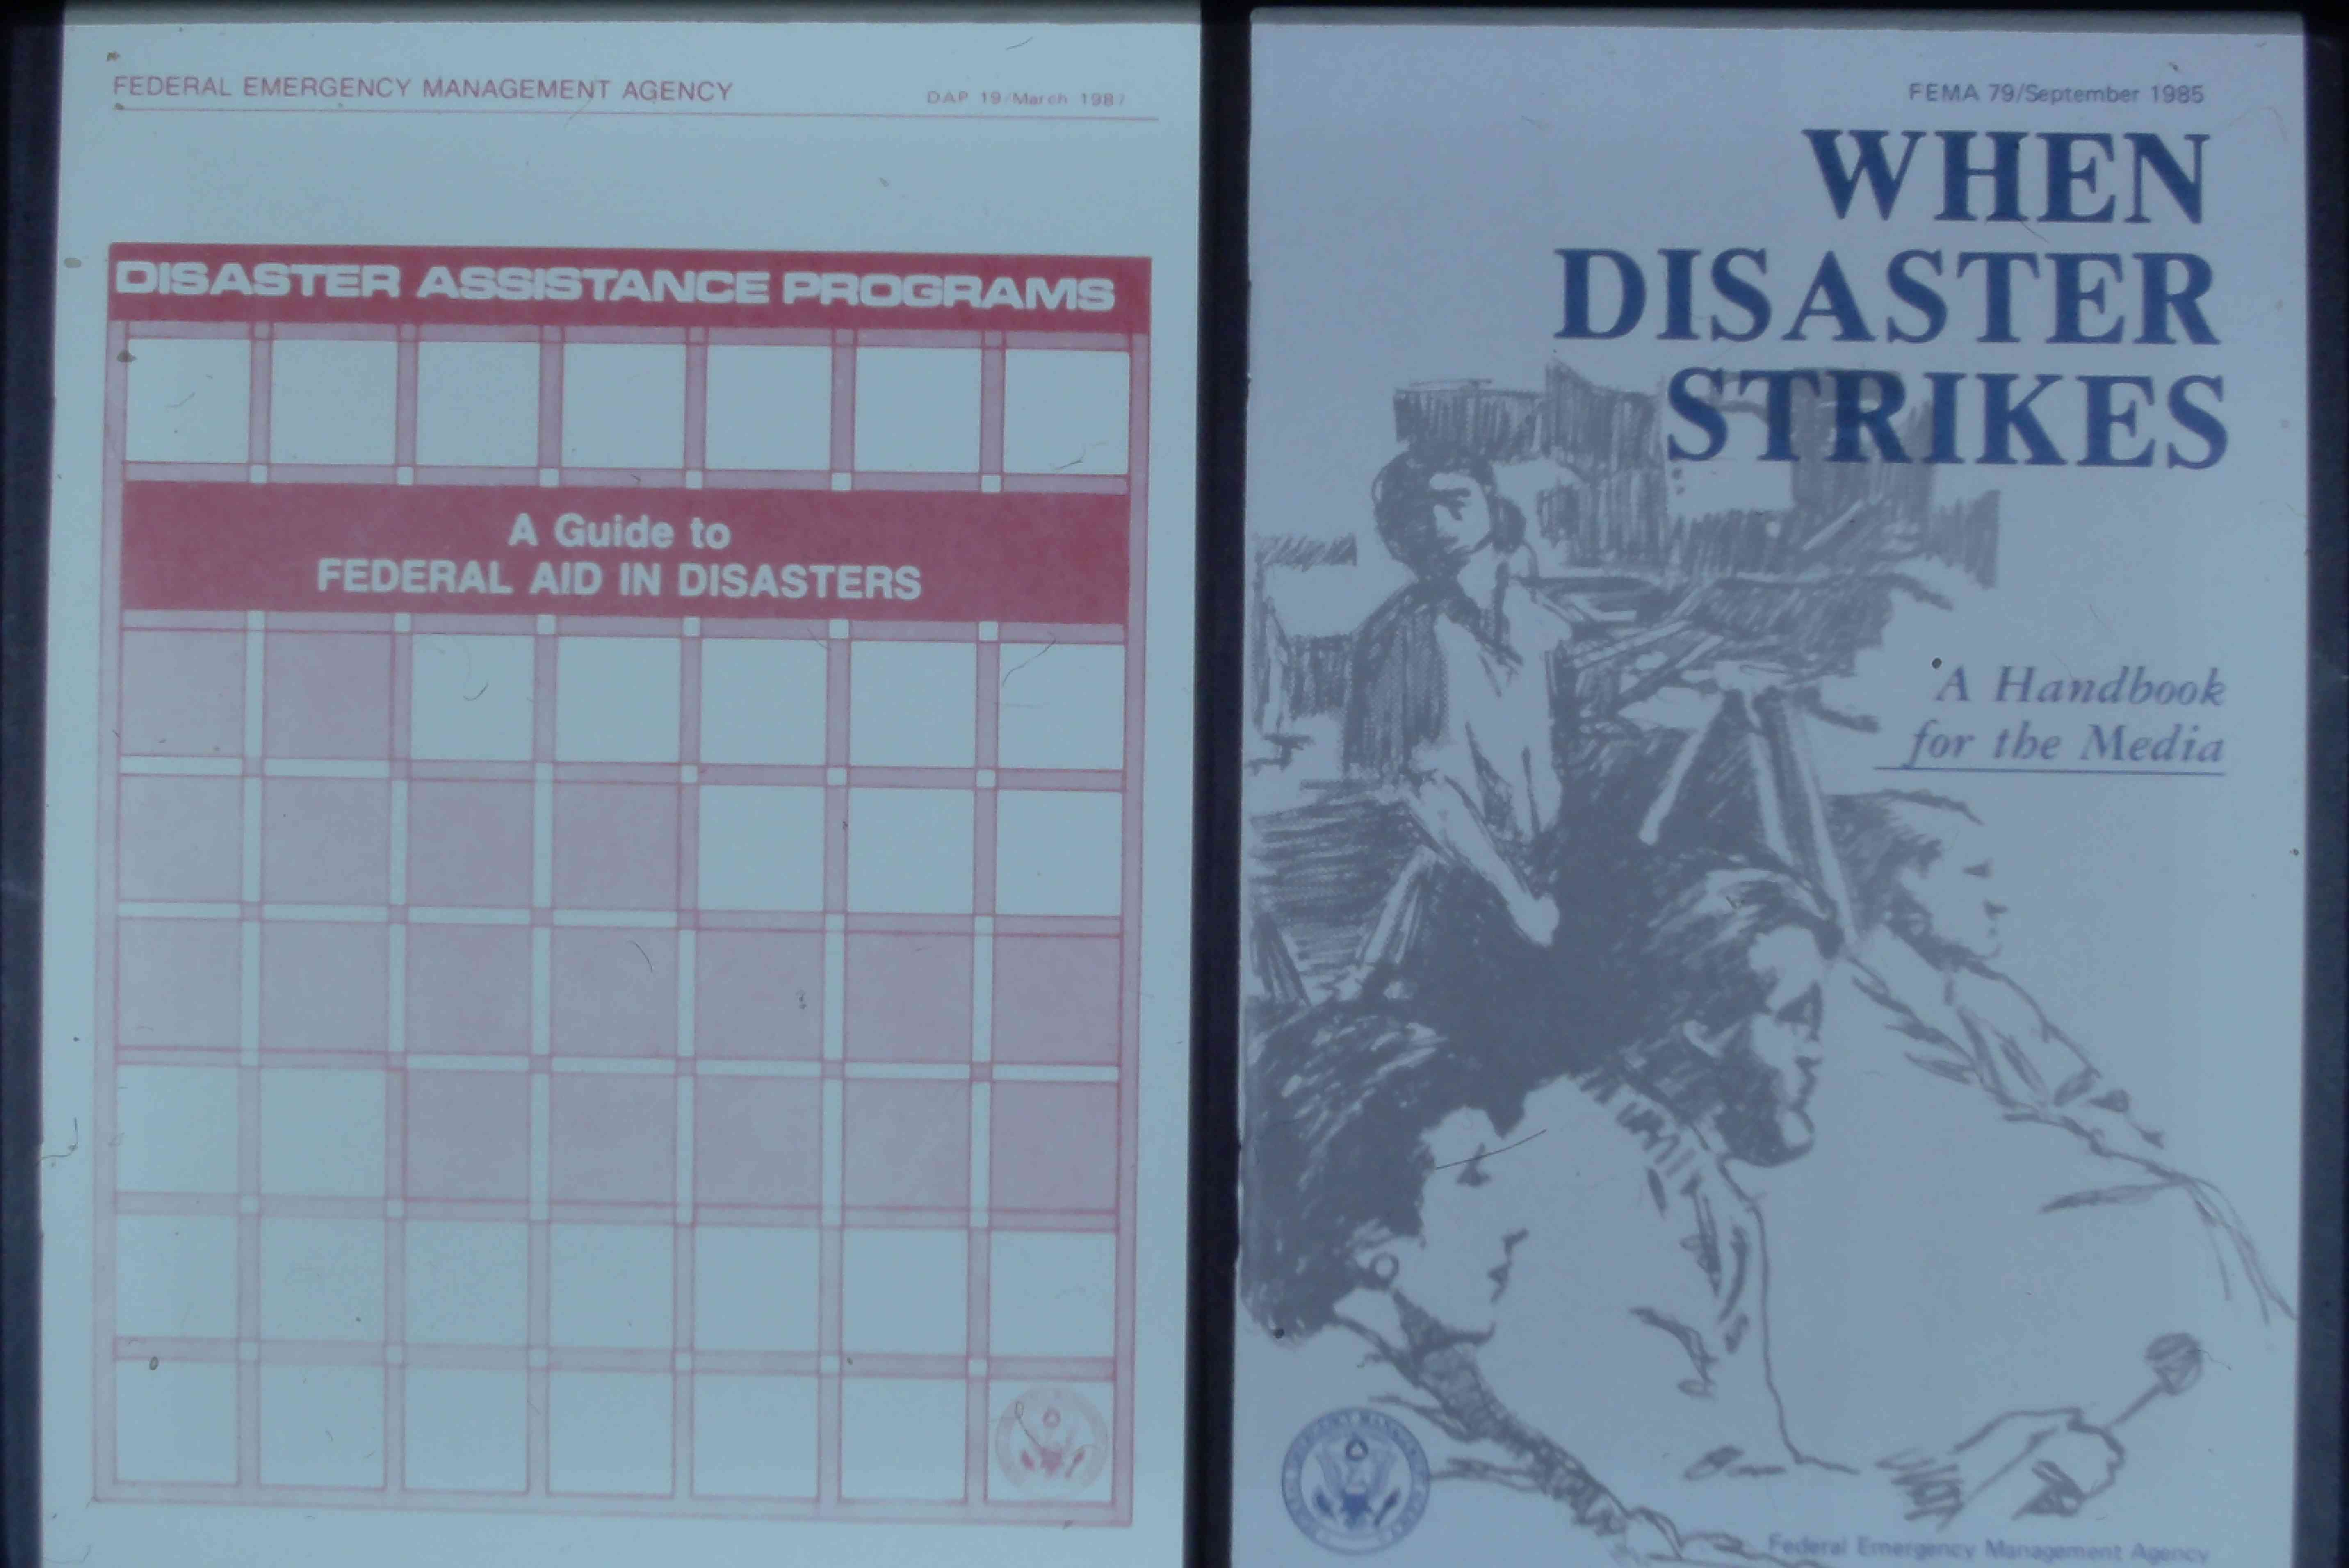 FEDERAL EMERGENCY MANAGEMENT AGENCY
DAP 19/March 1987
DISASTER ASSISTANCE PROGRAMS
A Guide to
FEDERAL AID IN DISASTERS
FEMA 79/September 1985
WHEN
DISASTER
STRIKES
A Handbook
for the Media
Federal Emergency Management Agency